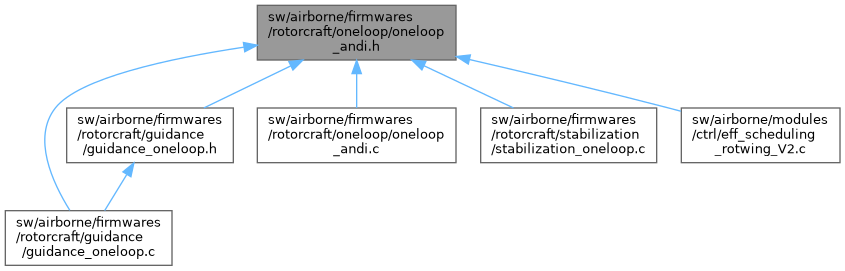 sw/airborne/firmwares
/rotorcraft/oneloop/oneloop
_andi.h
sw/airborne/firmwares
/rotorcraft/guidance
/guidance_oneloop.h
sw/airborne/firmwares
/rotorcraft/oneloop/oneloop
_andi.c
sw/airborne/firmwares
/rotorcraft/stabilization
/stabilization_oneloop.c
sw/airborne/modules
/ctrl/eff_scheduling
_rotwing_V2.c
sw/airborne/firmwares
/rotorcraft/guidance
/guidance_oneloop.c